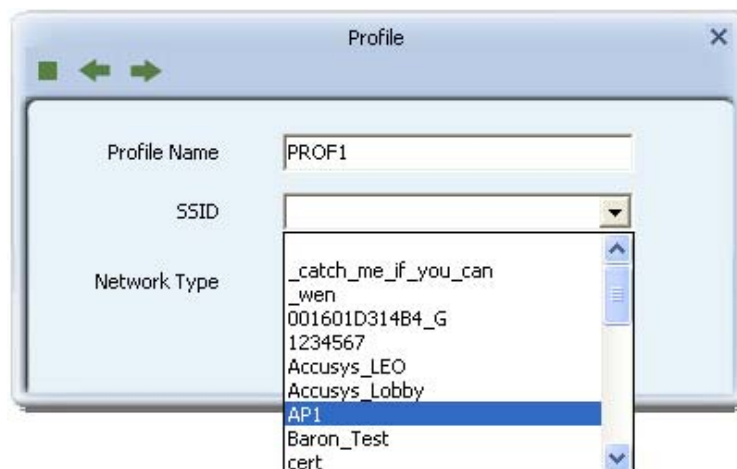 Profile
Profile Name
PROF1
SSID
Network Type
_catch_me_if_you_can
_wen
001601D314B4_G
1234567
Accusys_LEO
Accusys_Lobby
AP1
Baron_Test
cert